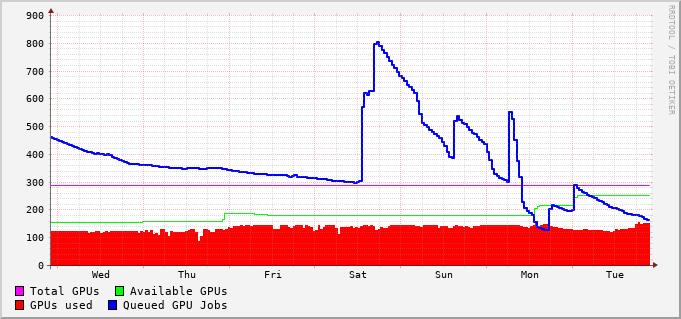 900
800
700
600
500
400
300
200
100
0
Wed Thu Fri Sat Sun Mon Tue
Total GPUs Available GPUs
GPUs used Queued GPU Jobs
RRDTOOL / TOBI OETIKER